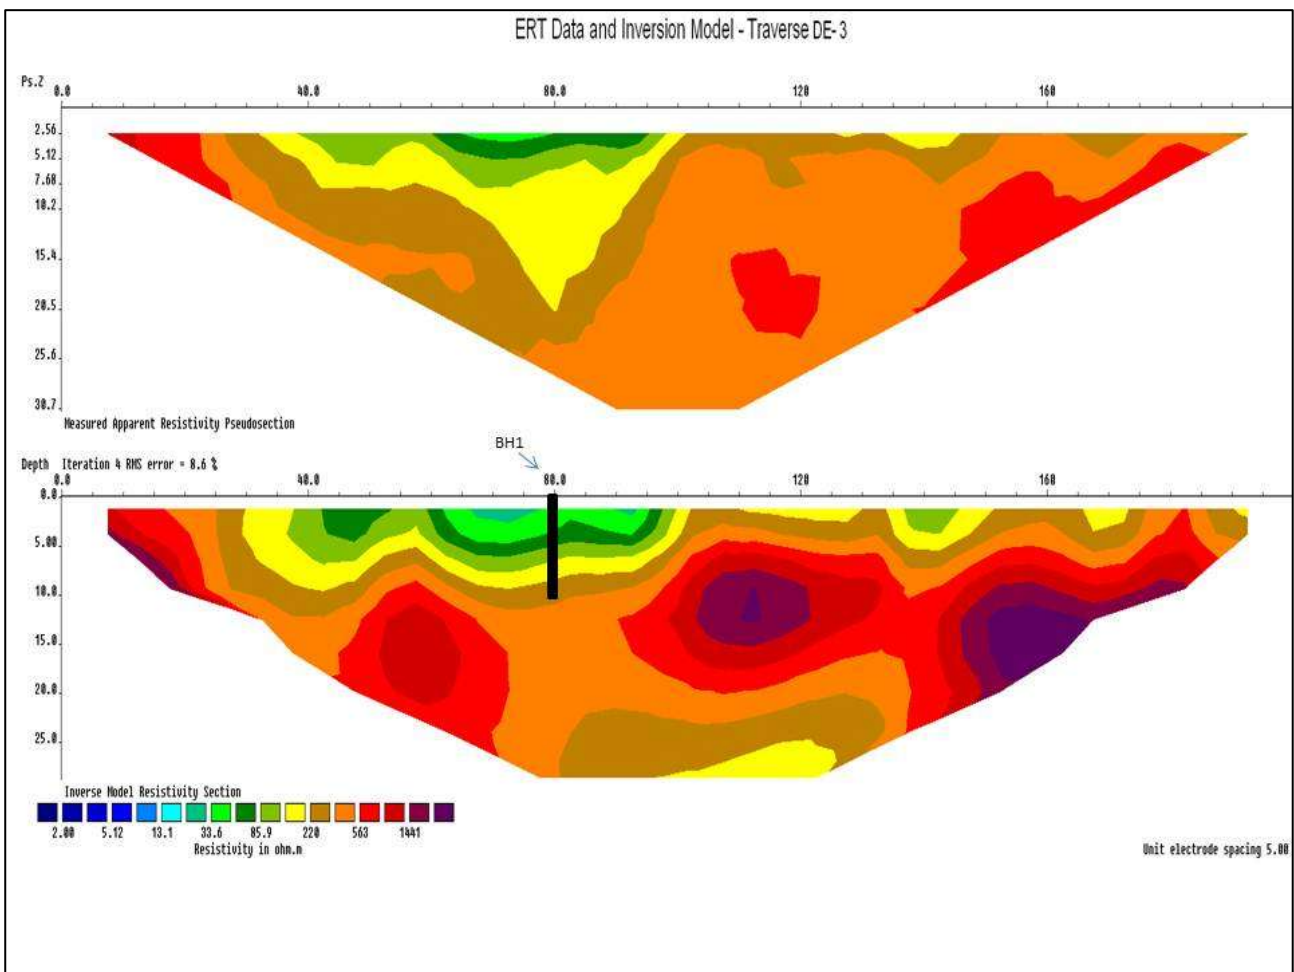 ERT Data and Inversion Model - Traverse DE-3
Ps.Z
0.0 40.0 80.0 120 160
2.56
5.12
7.68
10.2
15.4
20.5
25.6
30.7
Measured Apparent Resistivity Pseudosection
BH1
Depth Iteration 4 RMS error = 8.6 %
0.0 40.0 80.0 120 160
0.0
5.00
10.0
15.0
20.0
25.0
Inverse Model Resistivity Section
2.00 5.12 13.1 33.6 85.9 220 563 1441
Resistivity in ohm.m
Unit electrode spacing 5.00